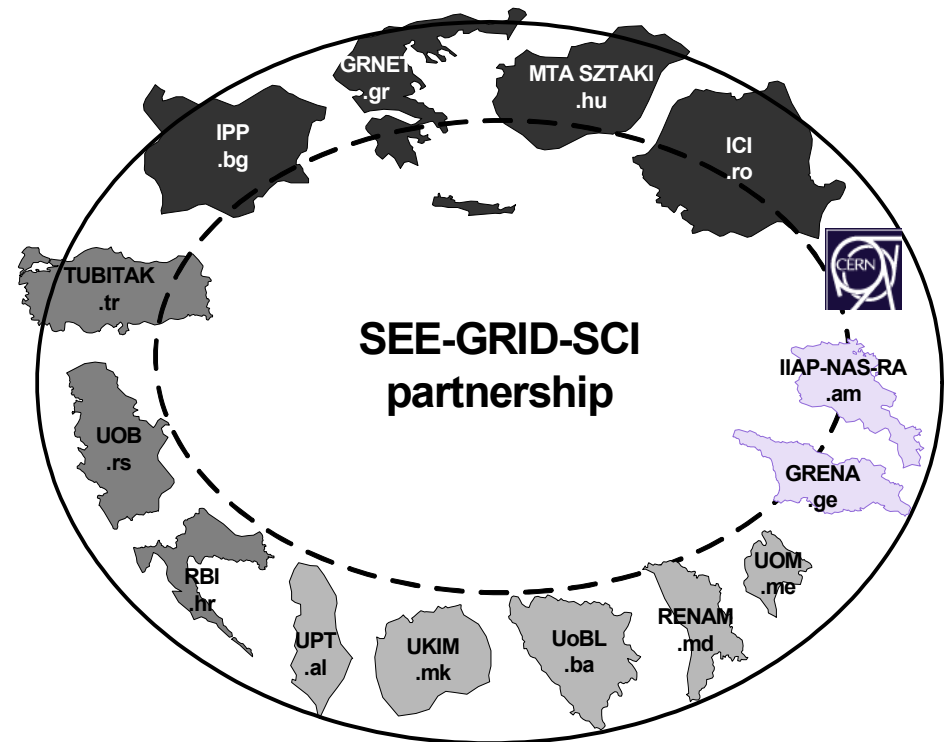 GRNET
.gr
MTA SZTAKI
.hu
IPP
.bg
ICI
.ro
CERN
TUBITAK
.tr
SEE-GRID-SCI
partnership
IIAP-NAS-RA
.am
UOB
.rs
GRENA
.ge
RBI
.hr
UOM
.me
UPT
.al
UKIM
.mk
UoBL
.ba
RENAM
.md